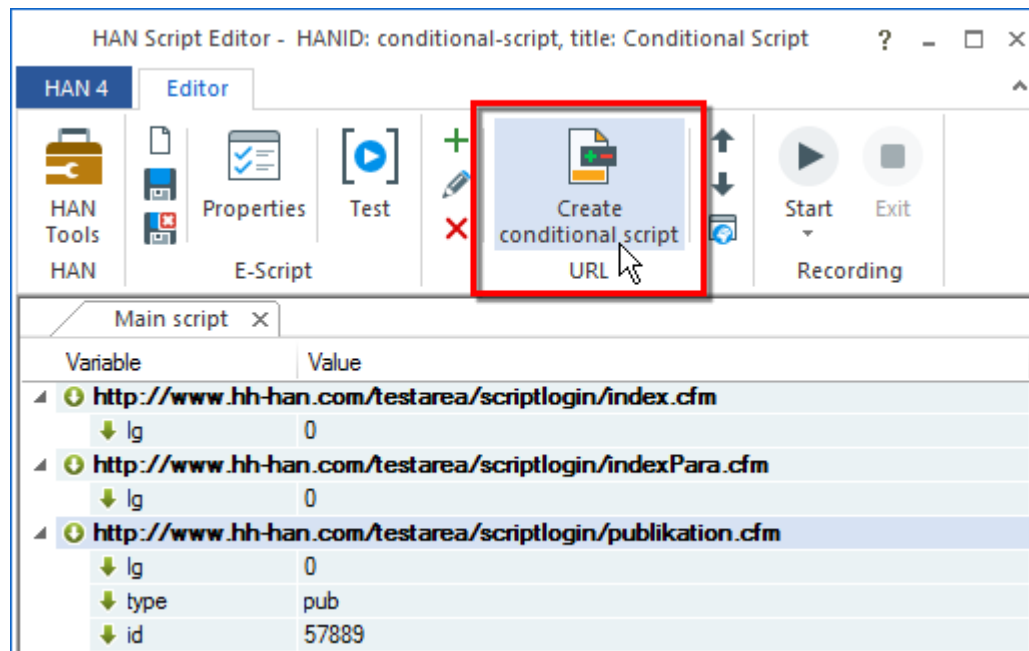 HAN Script Editor - HANID: conditional-script, title: Conditional Script
HAN 4 Editor
HAN
Tools
Properties
Test
Create
conditional script
Start
Exit
HAN E-Script URL Recording
Main script
Variable Value
http://www.hh-han.com/testarea/scriptlogin/index.cfm
lg 0
http://www.hh-han.com/testarea/scriptlogin/indexPara.cfm
lg 0
http://www.hh-han.com/testarea/scriptlogin/publikation.cfm
lg 0
type pub
id 57889